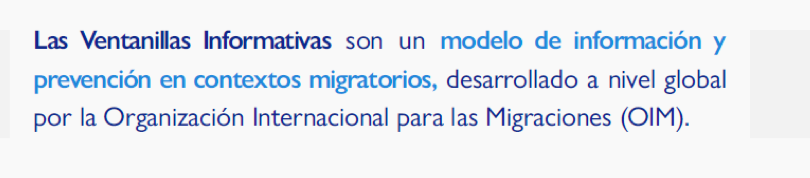 Las Ventanillas Informativas son un modelo de información y
prevención en contextos migratorios, desarrollado a nivel global
por la Organización Internacional para las Migraciones (OIM).